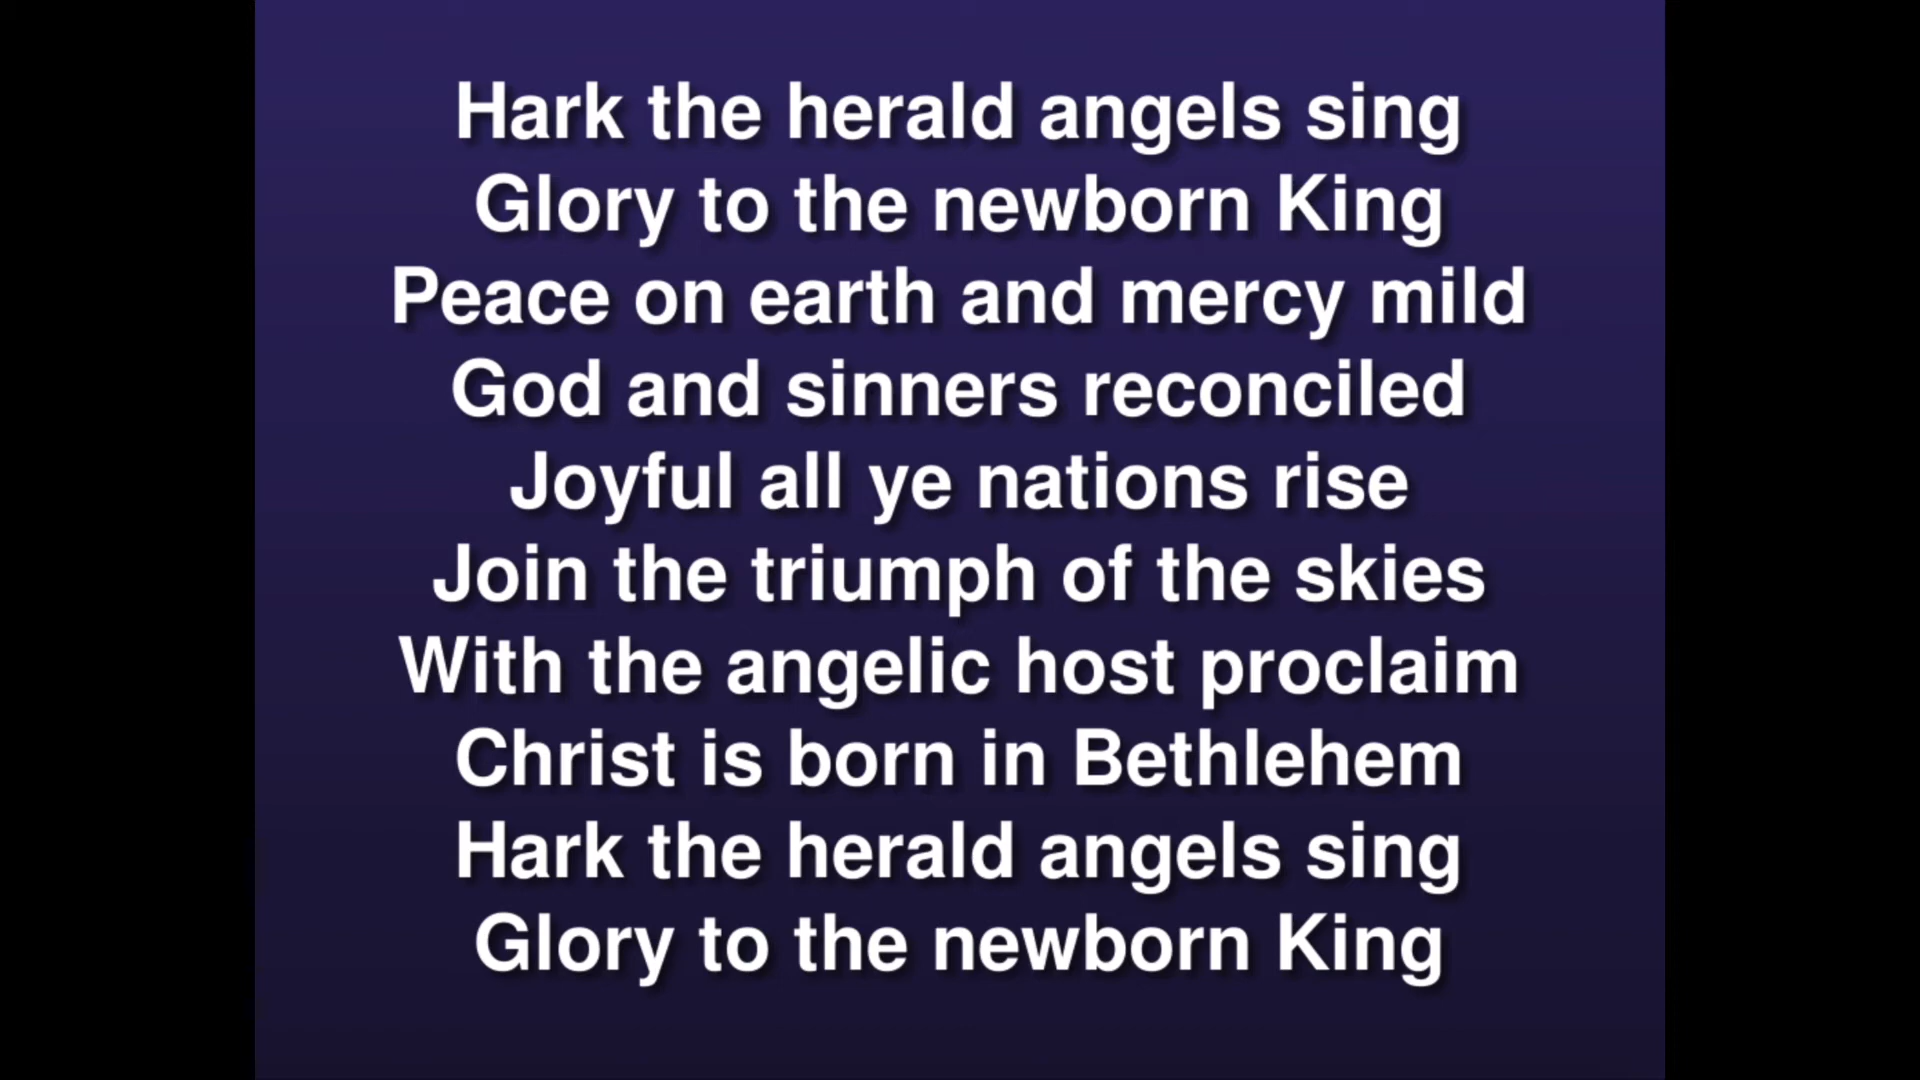 Hark the herald angels sing
Glory to the newborn King
Peace on earth and mercy mild
God and sinners reconciled
Joyful all ye nations rise
Join the triumph of the skies
With the angelic host proclaim
Christ is born in Bethlehem
Hark the herald angels sing
Glory to the newborn King